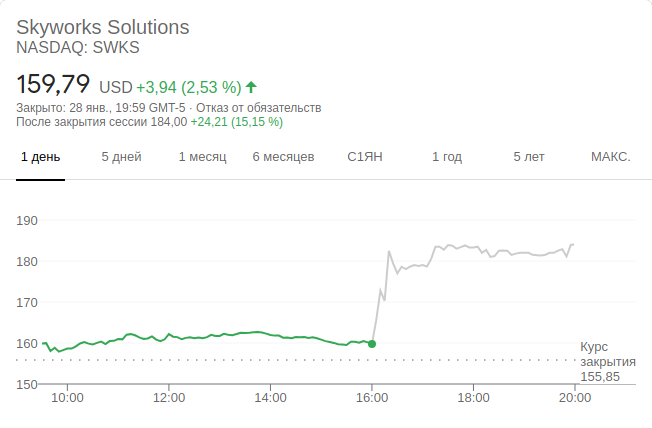 Skyworks Solutions
NASDAQ: SWKS
159,79 USD +3,94 (2,53 %)
Закрыто: 28 янв., 19:59 GMT-5 · Отказ от обязательств
После закрытия сессии 184,00 +24,21 (15,15 %)
1 день 5 дней 1 месяц 6 месяцев С1ЯН 1 год 5 лет МАКС.
190
180
170
160
Курс
закрытия
155,85
150
10:00 12:00 14:00 16:00 18:00 20:00